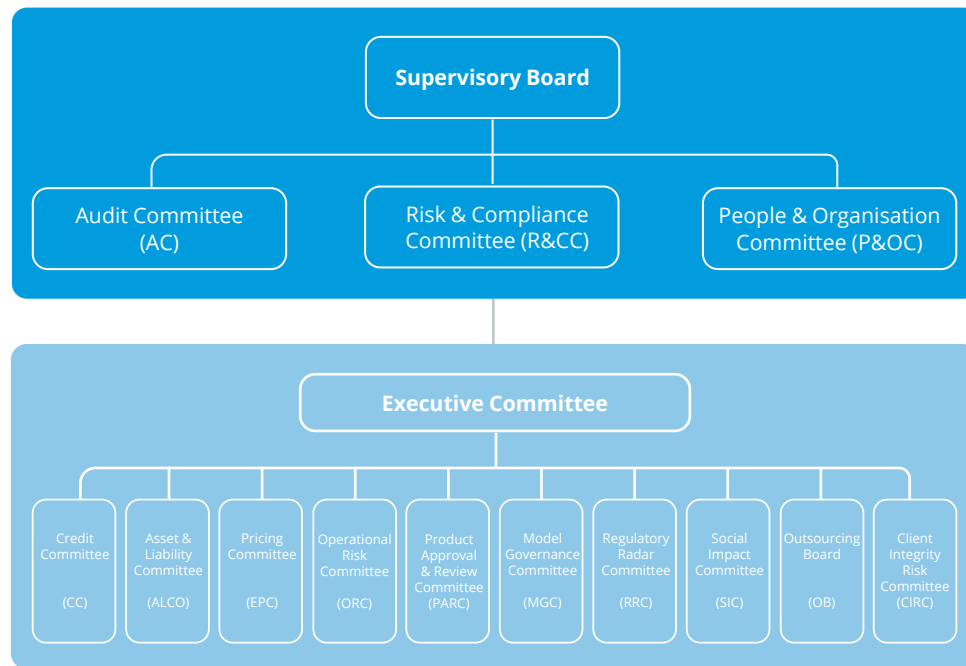 Supervisory Board
Audit Committee
(AC)
Risk & Compliance
Committee (R&CC)
People & Organisation
Committee (P&OC)
Executive Committee
Credit
Committee
(CC)
Asset &
Liability
Committee
(ALCO)
Pricing
Committee
(EPC)
Operational
Risk
Committee
(ORC)
Product
Approval
& Review
Committee
(PARC)
Model
Governance
Committee
(MGC)
Regulatory
Radar
Committee
(RRC)
Social
Impact
Committee
(SIC)
Outsourcing
Board
(OB)
Client
Integrity
Risk
Committee
(CIRC)